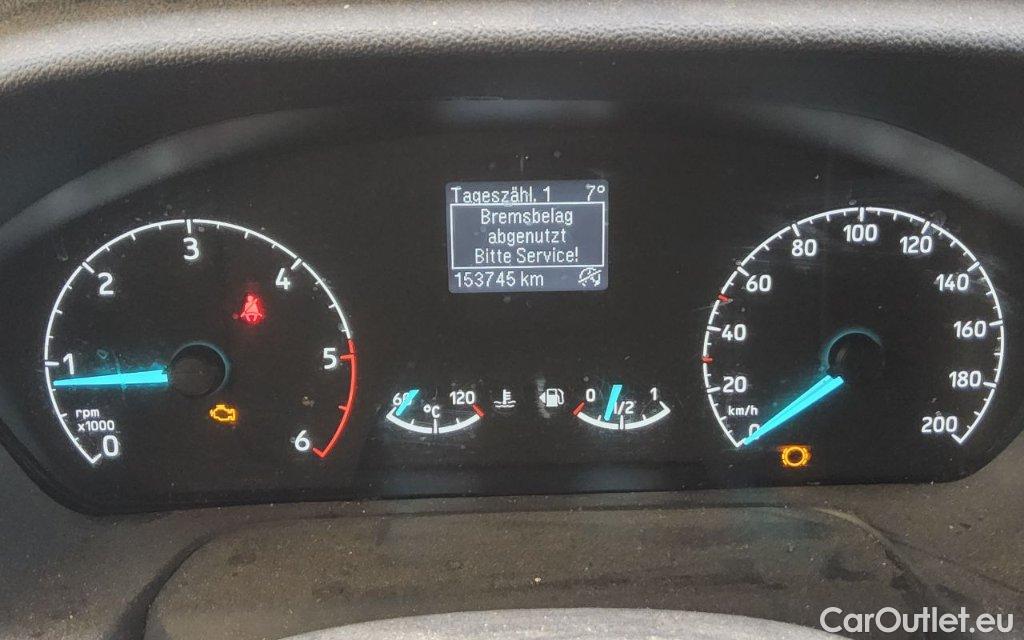 Tageszähl. 1 7°
Bremsbelag
abgenutzt
Bitte Service!
153745 km
0
1
2
3
4
5
6
rpm
x1000
60 120
°C
0 1/2 1
0
20
40
60
80
100
120
140
160
180
200
km/h
CarOutlet.eu